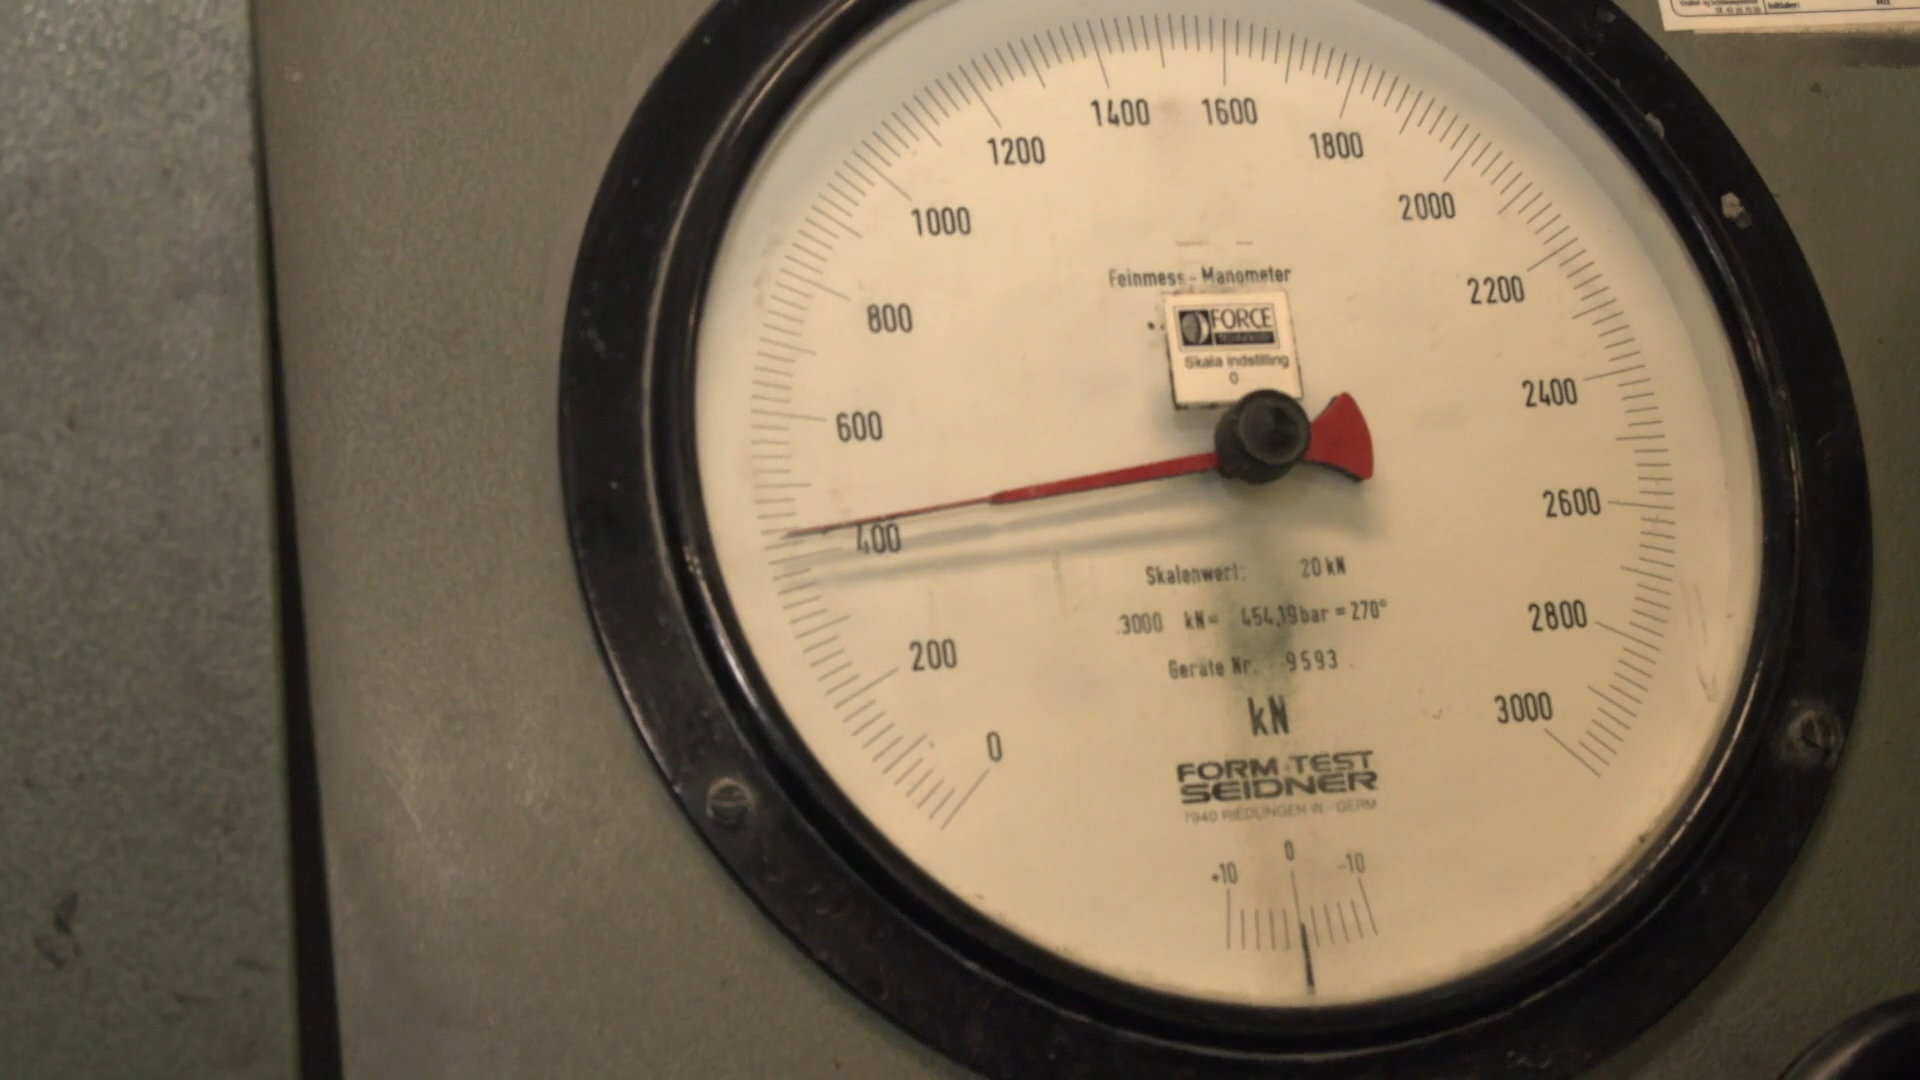 1400 1600
1200 1800
1000 2000
800 2200
600 2400
400 2600
200 2800
0 3000
Feinmess - Manometer
FORCE
Skala indstilling
0
Skalenwert: 20 kN
3000 kN = 454,19 bar = 270°
Geräte Nr. 9593
kN
FORM+TEST
SEIDNER
7940 RIEDLINGEN W-GERM
+10 0 -10